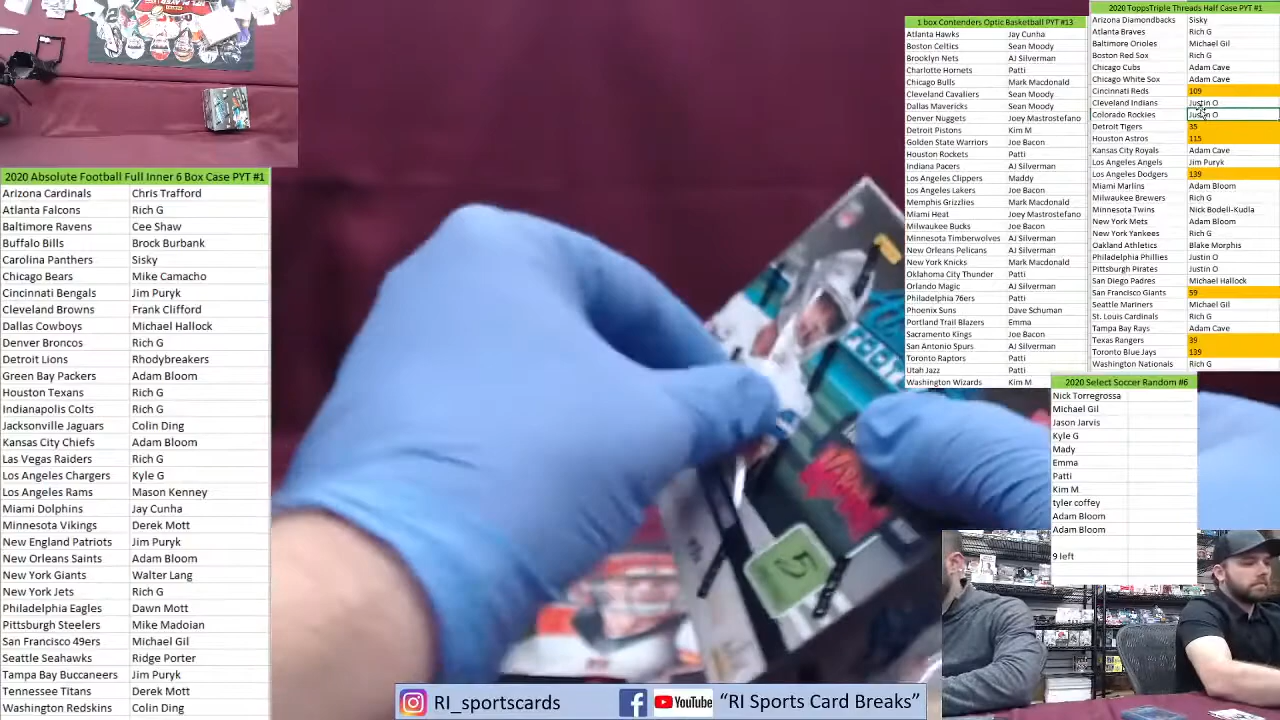 2020 Absolute Football Full Inner 6 Box Case PYT #1
Arizona Cardinals Chris Trafford
Atlanta Falcons Rich G
Baltimore Ravens Cee Shaw
Buffalo Bills Brock Burbank
Carolina Panthers Sisky
Chicago Bears Mike Camacho
Cincinnati Bengals Jim Puryk
Cleveland Browns Frank Clifford
Dallas Cowboys Michael Hallock
Denver Broncos Rich G
Detroit Lions Rhodybreakers
Green Bay Packers Adam Bloom
Houston Texans Rich G
Indianapolis Colts Rich G
Jacksonville Jaguars Colin Ding
Kansas City Chiefs Adam Bloom
Las Vegas Raiders Rich G
Los Angeles Chargers Kyle G
Los Angeles Rams Mason Kenney
Miami Dolphins Jay Cunha
Minnesota Vikings Derek Mott
New England Patriots Jim Puryk
New Orleans Saints Adam Bloom
New York Giants Walter Lang
New York Jets Rich G
Philadelphia Eagles Dawn Mott
Pittsburgh Steelers Mike Madoian
San Francisco 49ers Michael Gil
Seattle Seahawks Ridge Porter
Tampa Bay Buccaneers Jim Puryk
Tennessee Titans Derek Mott
Washington Redskins Colin Ding
1 box Contenders Optic Basketball PYT #13
Atlanta Hawks Jay Cunha
Boston Celtics Sean Moody
Brooklyn Nets AJ Silverman
Charlotte Hornets Patti
Chicago Bulls Mark Macdonald
Cleveland Cavaliers Sean Moody
Dallas Mavericks Sean Moody
Denver Nuggets Joey Mastrostefano
Detroit Pistons Kim M
Golden State Warriors Joe Bacon
Houston Rockets Patti
Indiana Pacers AJ Silverman
Los Angeles Clippers Maddy
Los Angeles Lakers Joe Bacon
Memphis Grizzlies Mark Macdonald
Miami Heat Joey Mastrostefano
Milwaukee Bucks Joe Bacon
Minnesota Timberwolves AJ Silverman
New Orleans Pelicans AJ Silverman
New York Knicks Mark Macdonald
Oklahoma City Thunder Patti
Orlando Magic AJ Silverman
Philadelphia 76ers Patti
Phoenix Suns Dave Schuman
Portland Trail Blazers Emma
Sacramento Kings Joe Bacon
San Antonio Spurs AJ Silverman
Toronto Raptors Patti
Utah Jazz Patti
Washington Wizards Kim M
2020 ToppsTriple Threads Half Case PYT #1
Arizona Diamondbacks Sisky
Atlanta Braves Rich G
Baltimore Orioles Michael Gil
Boston Red Sox Rich G
Chicago Cubs Adam Cave
Chicago White Sox Adam Cave
Cincinnati Reds 109
Cleveland Indians Justin O
Colorado Rockies Justin O
Detroit Tigers 35
Houston Astros 115
Kansas City Royals Adam Cave
Los Angeles Angels Jim Puryk
Los Angeles Dodgers 139
Miami Marlins Adam Bloom
Milwaukee Brewers Rich G
Minnesota Twins Nick Bodell-Kudla
New York Mets Adam Bloom
New York Yankees Rich G
Oakland Athletics Blake Morphis
Philadelphia Phillies Justin O
Pittsburgh Pirates Justin O
San Diego Padres Michael Hallock
San Francisco Giants 59
Seattle Mariners Michael Gil
St. Louis Cardinals Rich G
Tampa Bay Rays Adam Cave
Texas Rangers 39
Toronto Blue Jays 139
Washington Nationals Rich G
2020 Select Soccer Random #6
Nick Torregrossa
Michael Gil
Jason Jarvis
Kyle G
Mady
Emma
Patti
Kim M
tyler coffey
Adam Bloom
Adam Bloom
9 left
5
RI_sportscards
YouTube "RI Sports Card Breaks"